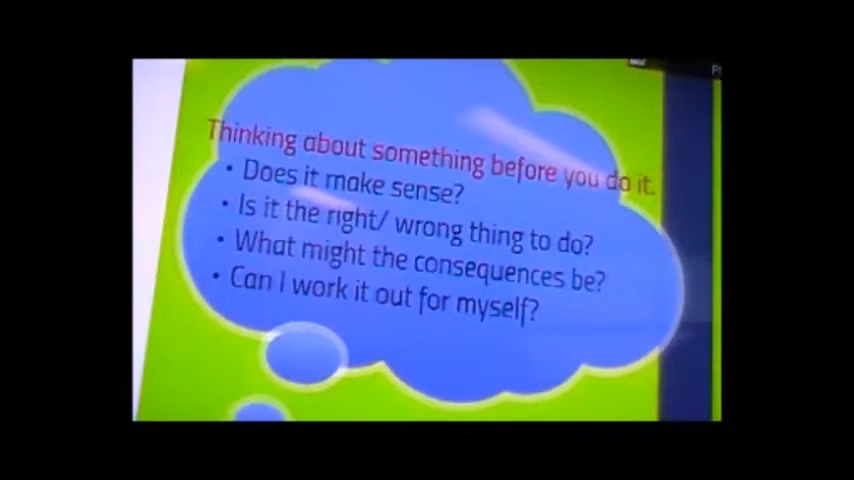 Thinking about something before you do it.
• Does it make sense?
• Is it the right/ wrong thing to do?
• What might the consequences be?
• Can I work it out for myself?